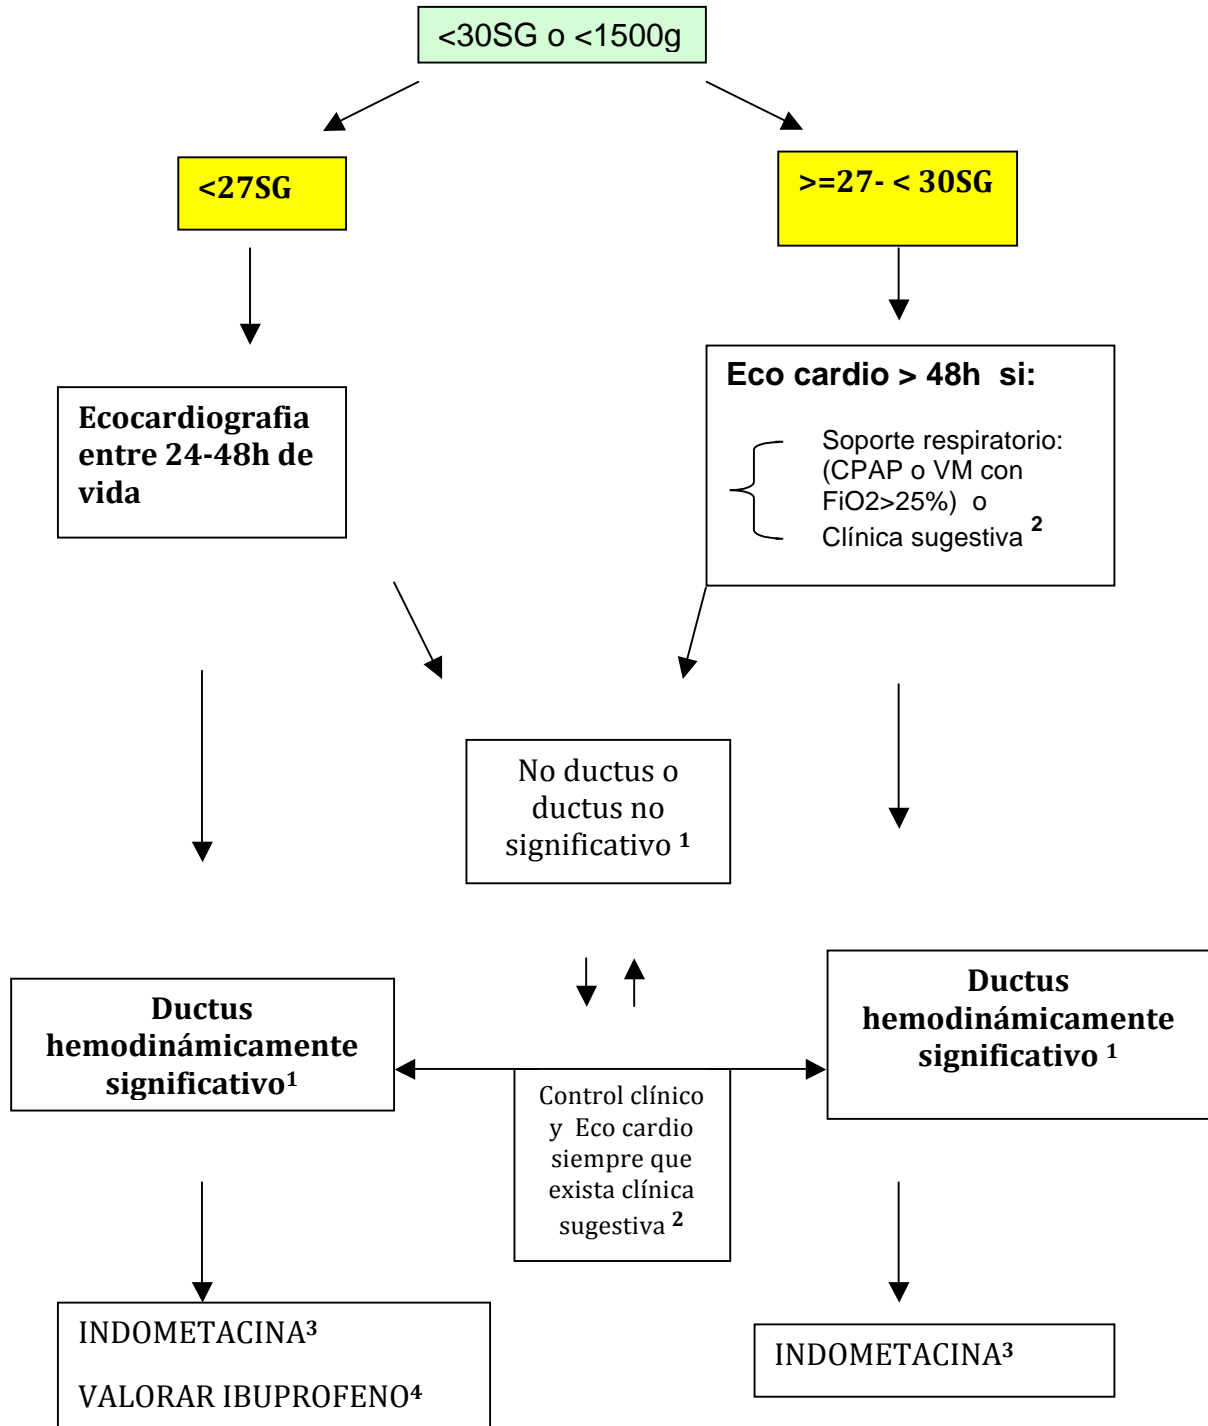 <30SG o <1500g
<27SG
>=27- < 30SG
Ecocardiografia
entre 24-48h de
vida
Eco cardio > 48h  si:
Soporte respiratorio:
(CPAP o VM con
FiO2>25%)  o
Clínica sugestiva 2
No ductus o
ductus no
significativo 1
Ductus
hemodinámicamente
significativo1
Control clínico
y  Eco cardio
siempre que
exista clínica
sugestiva 2
Ductus
hemodinámicamente
significativo 1
INDOMETACINA3
VALORAR IBUPROFENO4
INDOMETACINA3